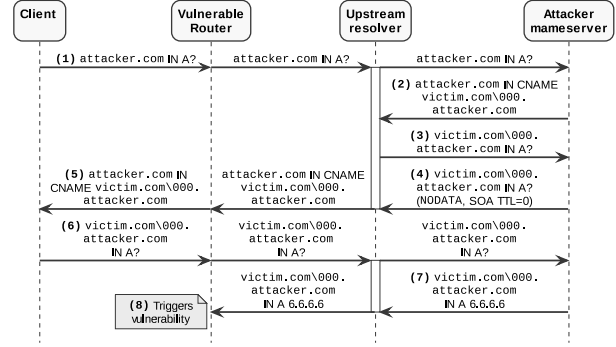 Client
Vulnerable
Router
Upstream
resolver
Attacker
mameserver
(1) attacker.com IN A?
attacker.com IN A?
attacker.com IN A?
(2) attacker.com IN CNAME
victim.com\000.
attacker.com
(3) victim.com\000.
attacker.com IN A?
(4) victim.com\000.
attacker.com IN A?
(NODATA, SOA TTL=0)
attacker.com IN CNAME
victim.com\000.
attacker.com
(5) attacker.com IN
CNAME victim.com\000.
attacker.com
(6) victim.com\000.
attacker.com
IN A?
victim.com\000.
attacker.com
IN A?
victim.com\000.
attacker.com
IN A?
(7) victim.com\000.
attacker.com
IN A 6.6.6.6
victim.com\000.
attacker.com
IN A 6.6.6.6
(8) Triggers
vulnerability